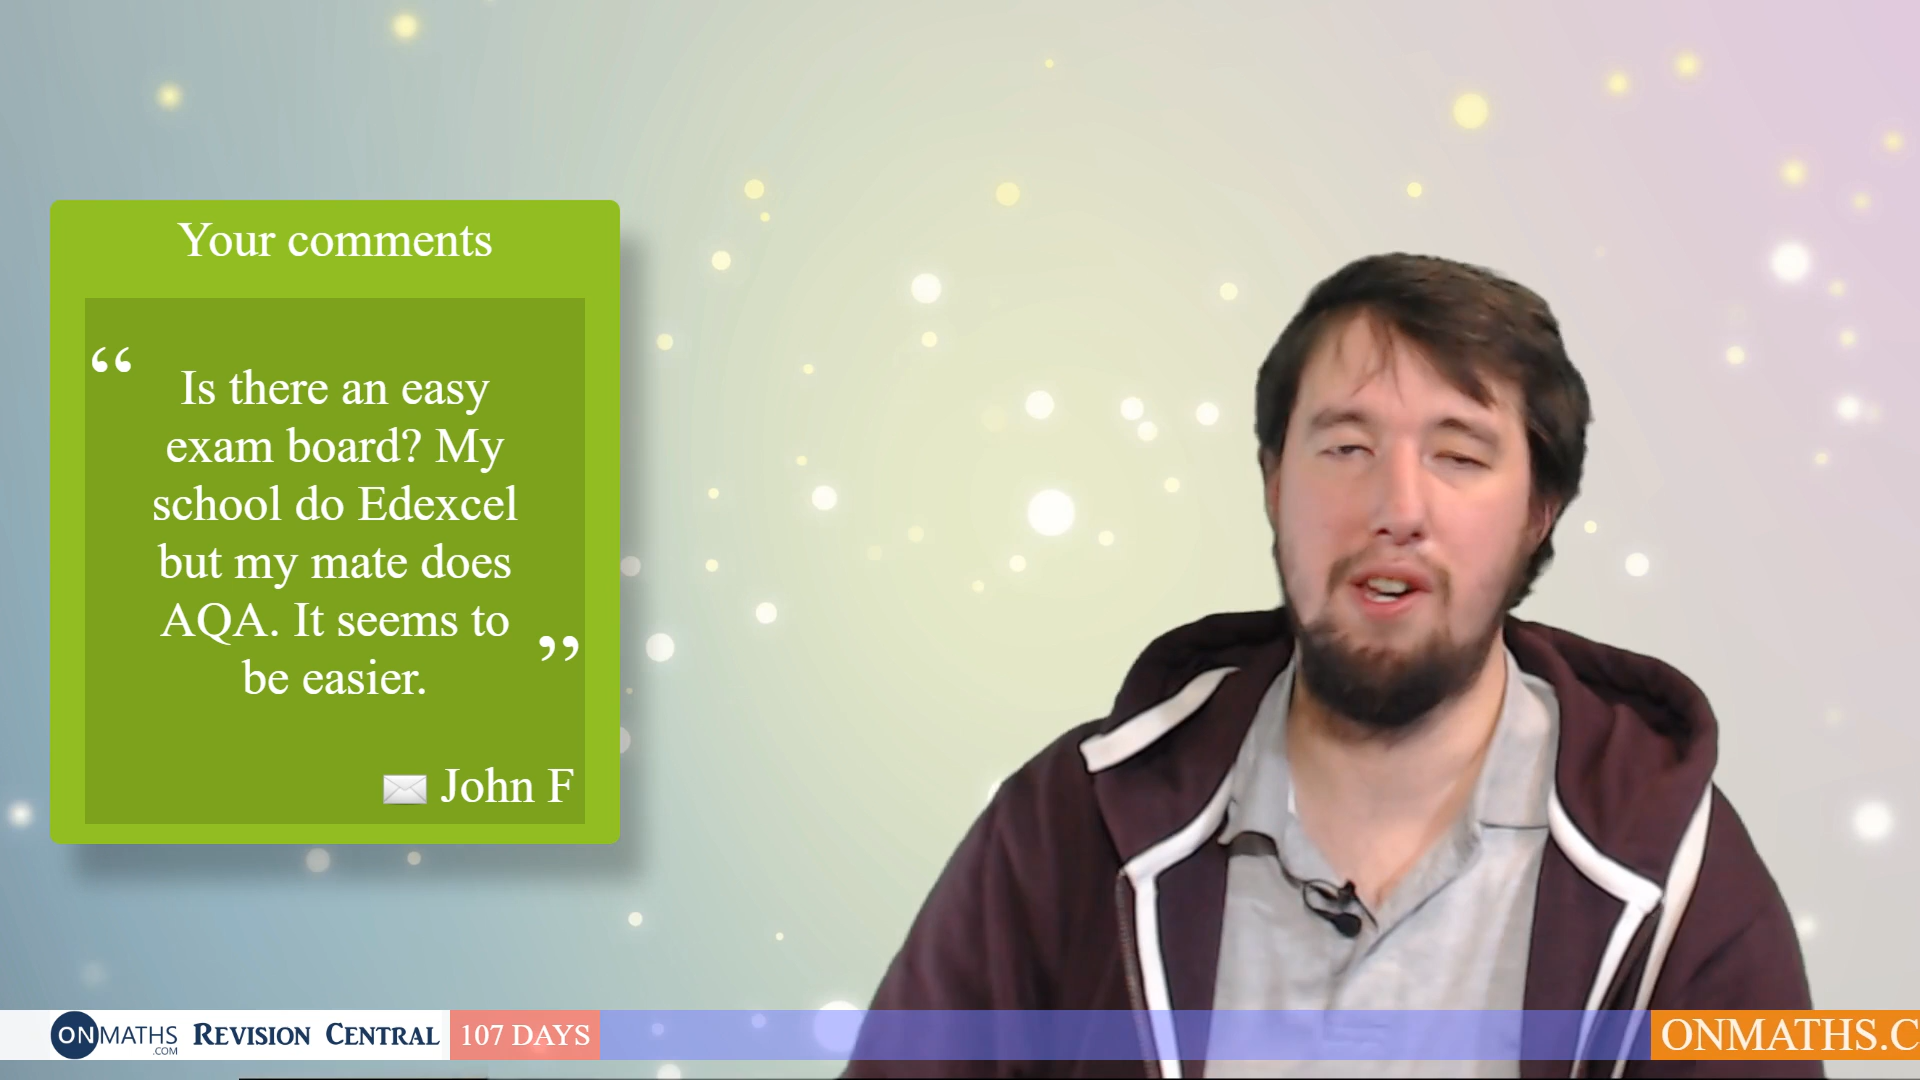 Your comments
“
Is there an easy
exam board? My
school do Edexcel
but my mate does
AQA. It seems to
be easier.
”
John F
ONMATHS
.COM
REVISION CENTRAL
107 DAYS
ONMATHS.C